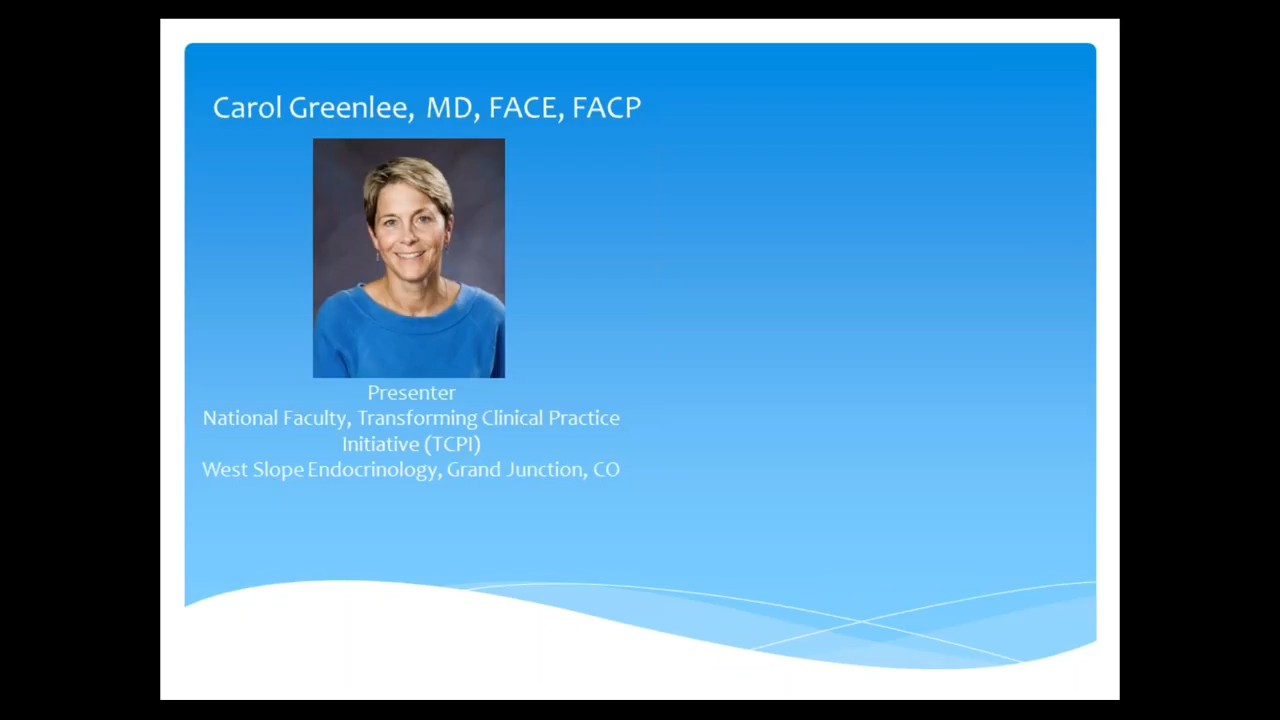 Carol Greenlee, MD, FACE, FACP
Presenter
National Faculty, Transforming Clinical Practice
Initiative (TCPI)
West Slope Endocrinology, Grand Junction, CO